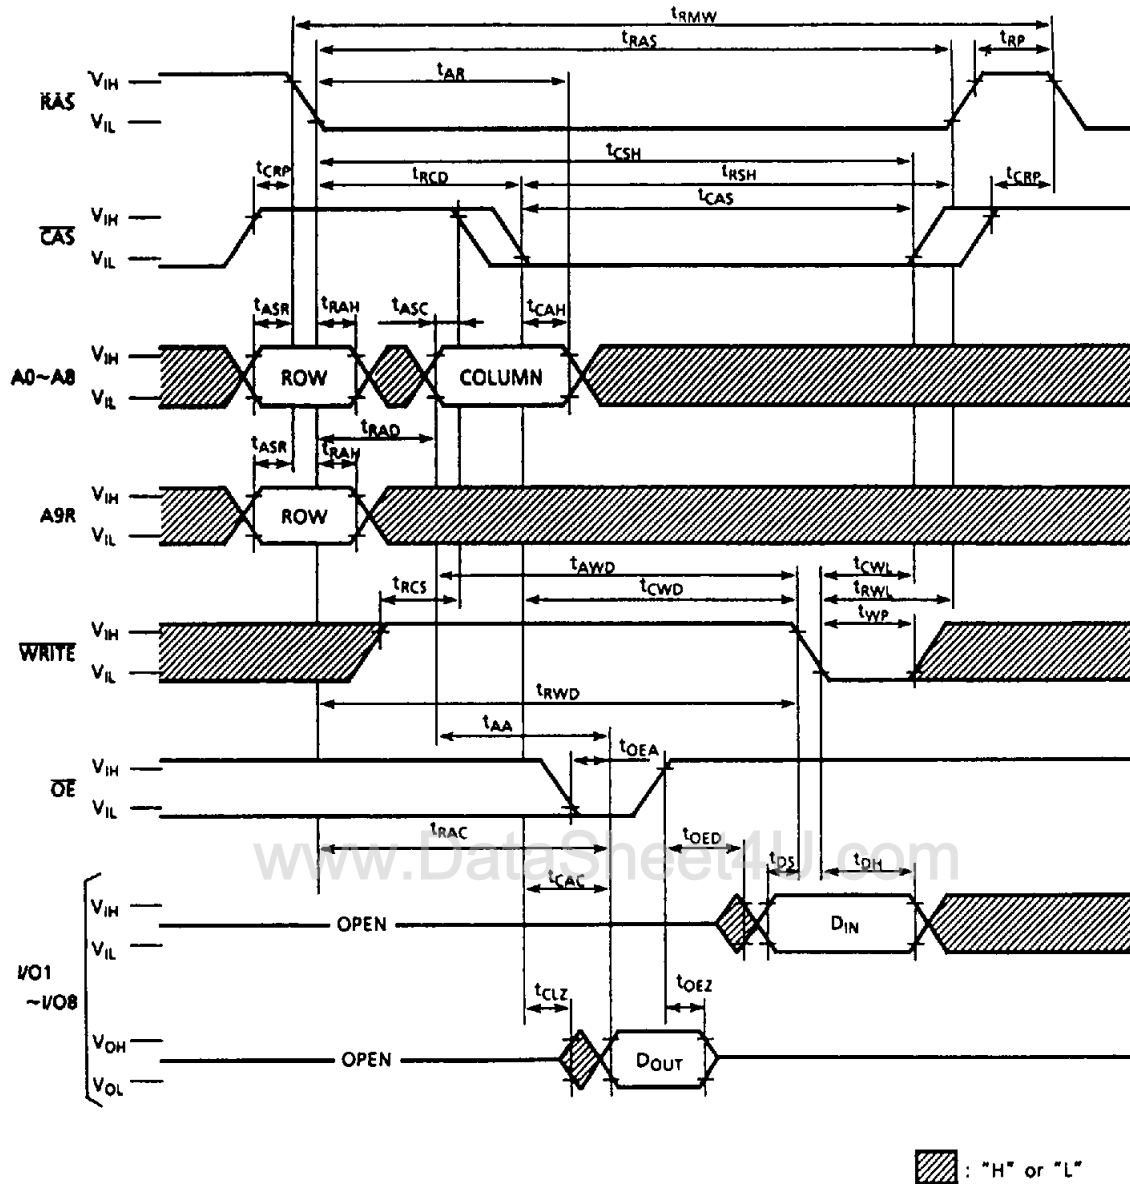 tRMW
tRAS
tRP
tAR
VIH
RAS
VIL
tCSH
tCRP
tRCD
tRSH
tCRP
tCAS
VIH
CAS
VIL
tASR
tRAH
tASC
tCAH
VIH
A0~A8
ROW
COLUMN
VIL
tRAD
tASR
tRAH
VIH
A9R
ROW
VIL
tAWD
tCWL
tRCS
tCWD
tRWL
tWP
VIH
WRITE
VIL
tRWD
tAA
tOEA
VIH
OE
VIL
tRAC
tOED
www.DataSheet4U.com
tCAC
tDS
tDH
VIH
OPEN
DIN
VIL
I/O1
~I/O8
tCLZ
tOEZ
VOH
OPEN
DOUT
VOL
: "H" or "L"